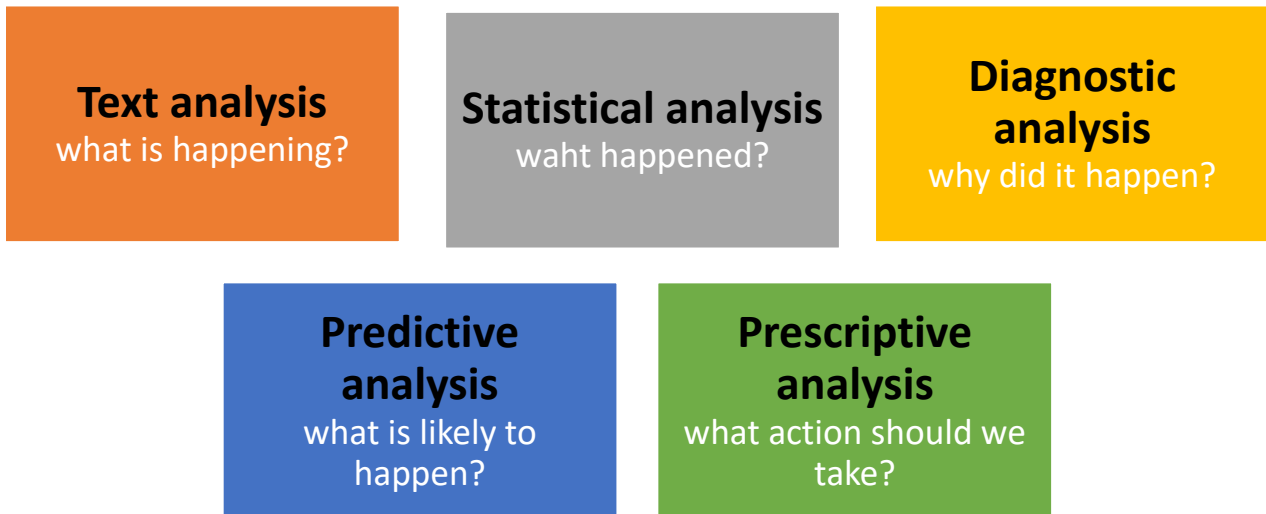 Text analysis
what is happening?
Statistical analysis
waht happened?
Diagnostic
analysis
why did it happen?
Predictive
analysis
what is likely to
happen?
Prescriptive
analysis
what action should we
take?